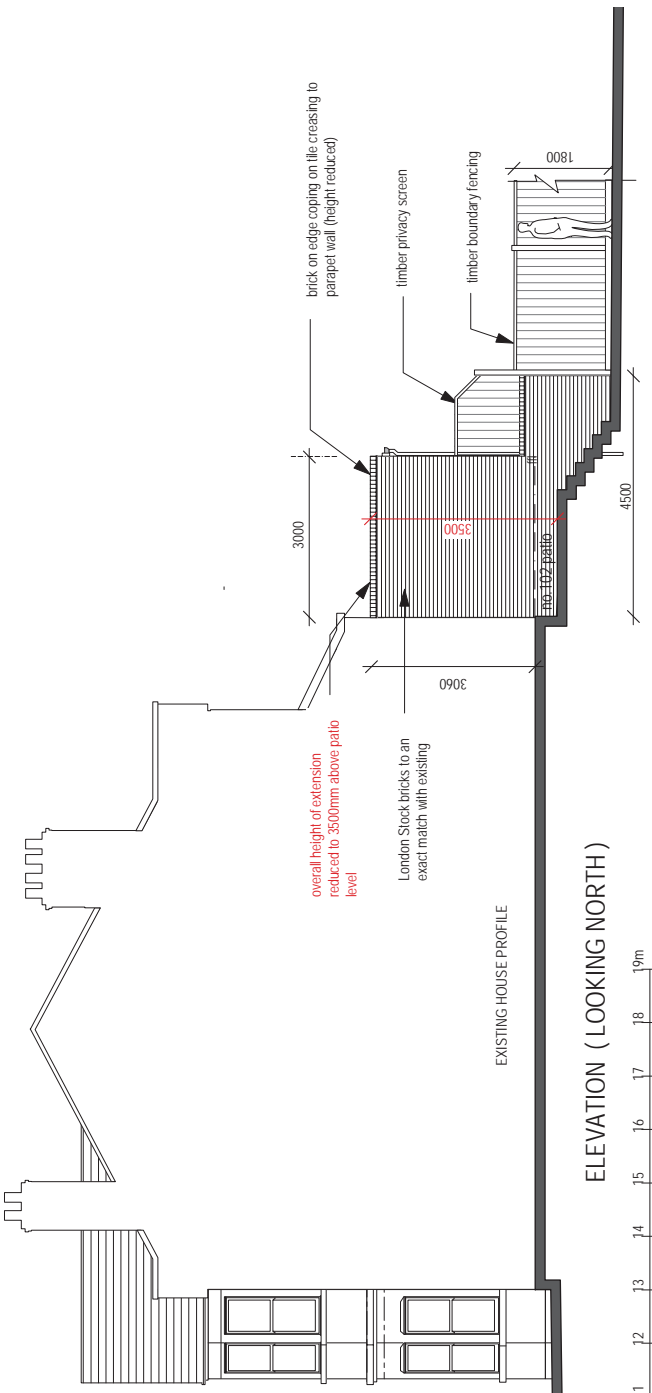 brick on edge coping on tile creasing to
parapet wall (height reduced)
timber privacy screen
timber boundary fencing
1800
3000
3500
no.102 patio
4500
3060
overall height of extension
reduced to 3500mm above patio
level
London Stock bricks to an
exact match with existing
EXISTING HOUSE PROFILE
ELEVATION ( LOOKING NORTH )
1 12 13 14 15 16 17 18 19m